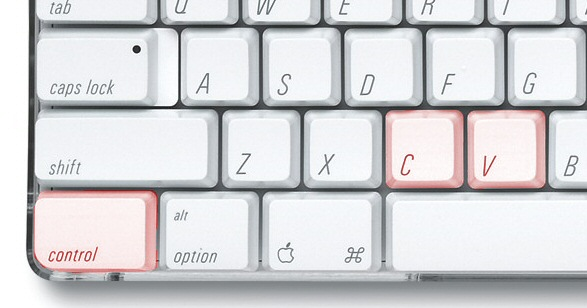 tab Q W E R T
caps lock A S D F G
shift Z X C V B
alt
control option ⌘